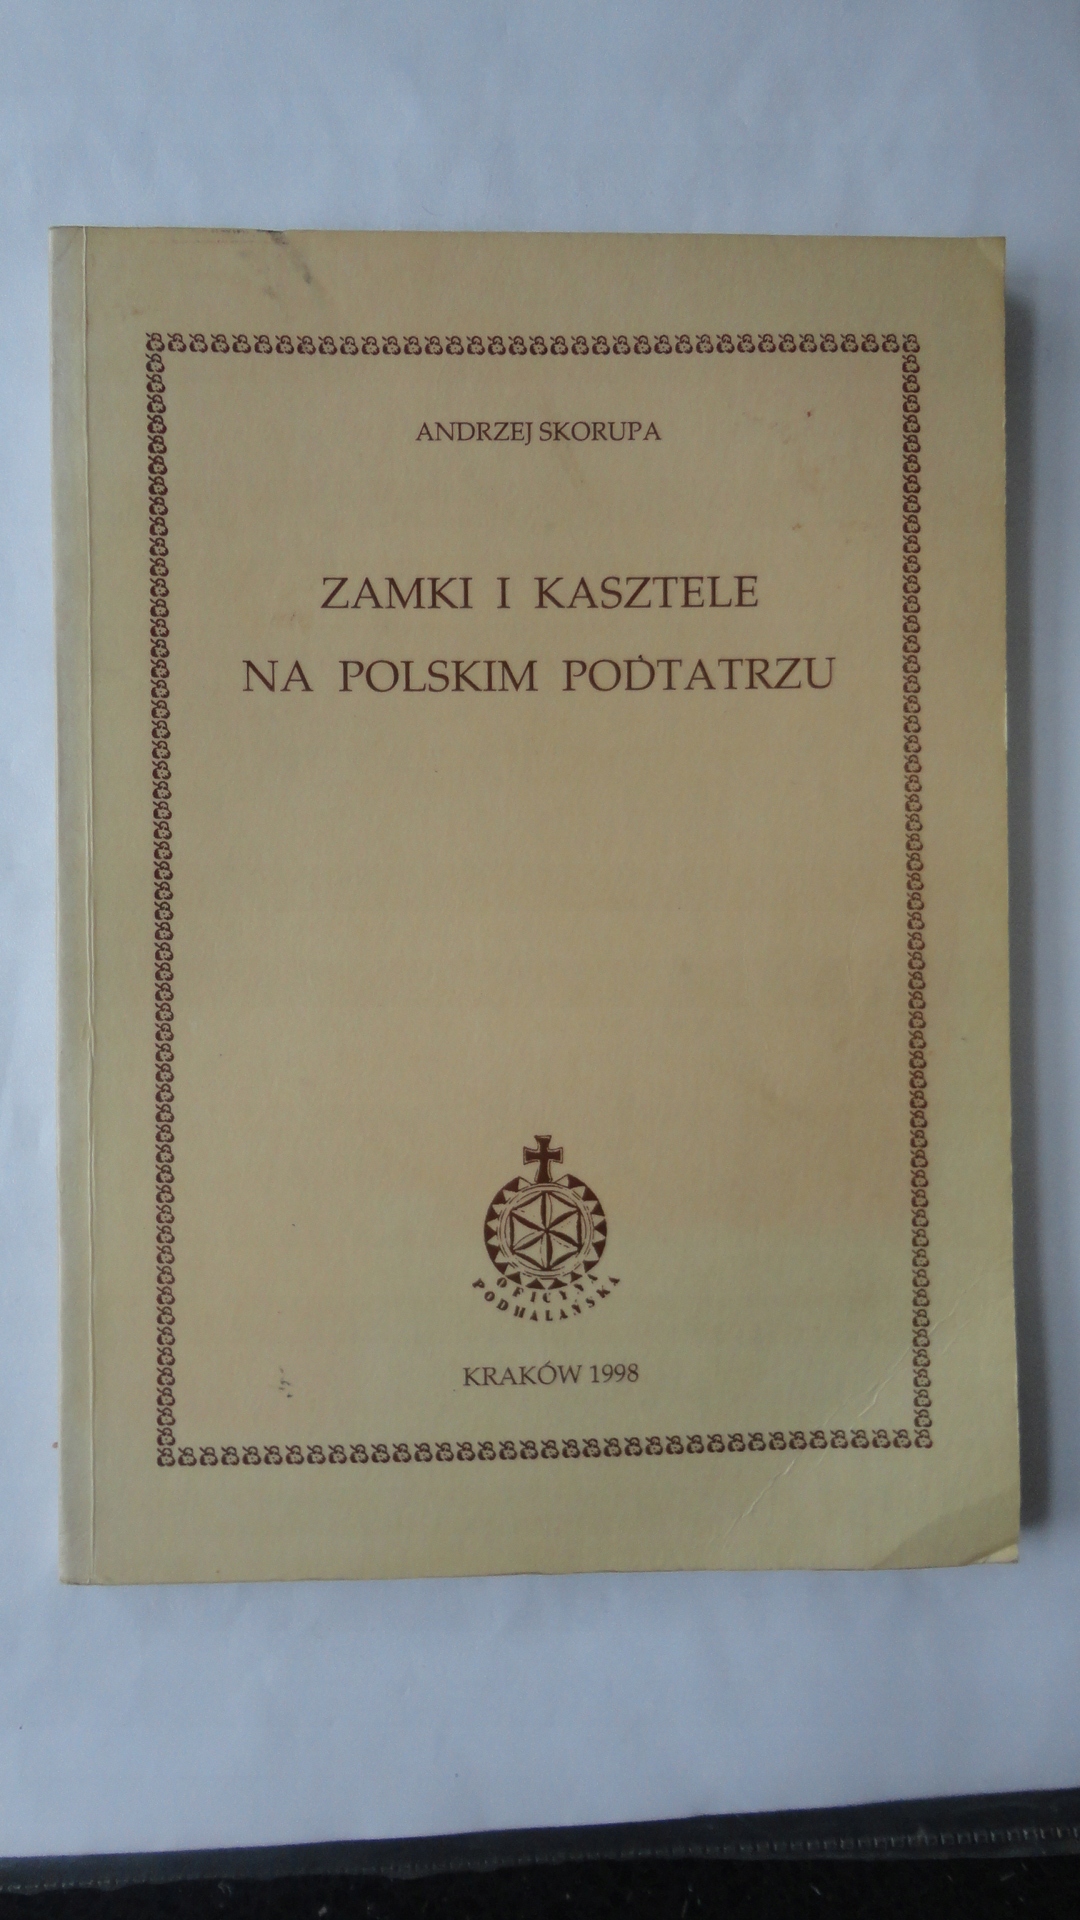 ANDRZEJ SKORUPA
ZAMKI I KASZTELE
NA POLSKIM PODTATRZU
OFICYNA
PODHALAŃSKA
KRAKÓW 1998